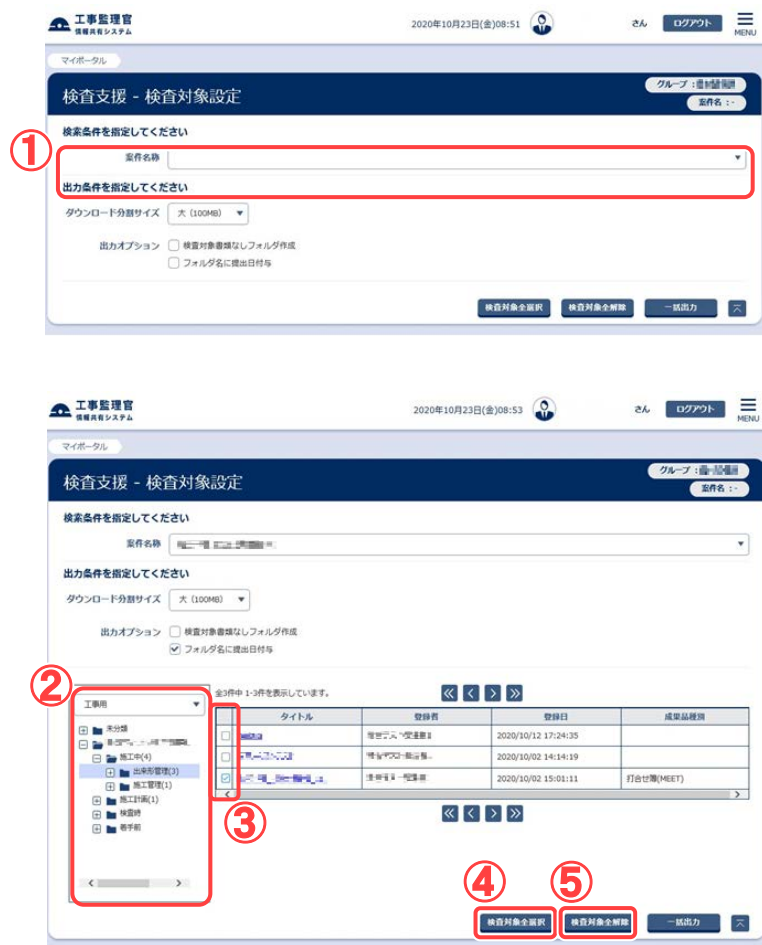 工事監理官
情報共有システム
2020年10月23日(金)08:51
さん
ログアウト
MENU
マイポータル
検査支援 - 検査対象設定
グループ :
案件名 : -
検索条件を指定してください
①
案件名称
出力条件を指定してください
ダウンロード分割サイズ 大 (100MB)
出力オプション 検査対象書類なしフォルダ作成
フォルダ名に提出日付与
検査対象全選択 検査対象全解除 一括出力
工事監理官
情報共有システム
2020年10月23日(金)08:53
さん
ログアウト
MENU
マイポータル
検査支援 - 検査対象設定
グループ :
案件名 : -
検索条件を指定してください
案件名称
出力条件を指定してください
ダウンロード分割サイズ 大 (100MB)
出力オプション 検査対象書類なしフォルダ作成
フォルダ名に提出日付与
②
工事用
未分類
施工中(4)
出来形管理(3)
施工管理(1)
施工計画(1)
検査時
着手前
全3件中 1-3件を表示しています。
タイトル 登録者 登録日 成果品種別
2020/10/12 17:24:35
2020/10/02 14:14:19
2020/10/02 15:01:11 打合せ簿(MEET)
③
④ ⑤
検査対象全選択 検査対象全解除 一括出力